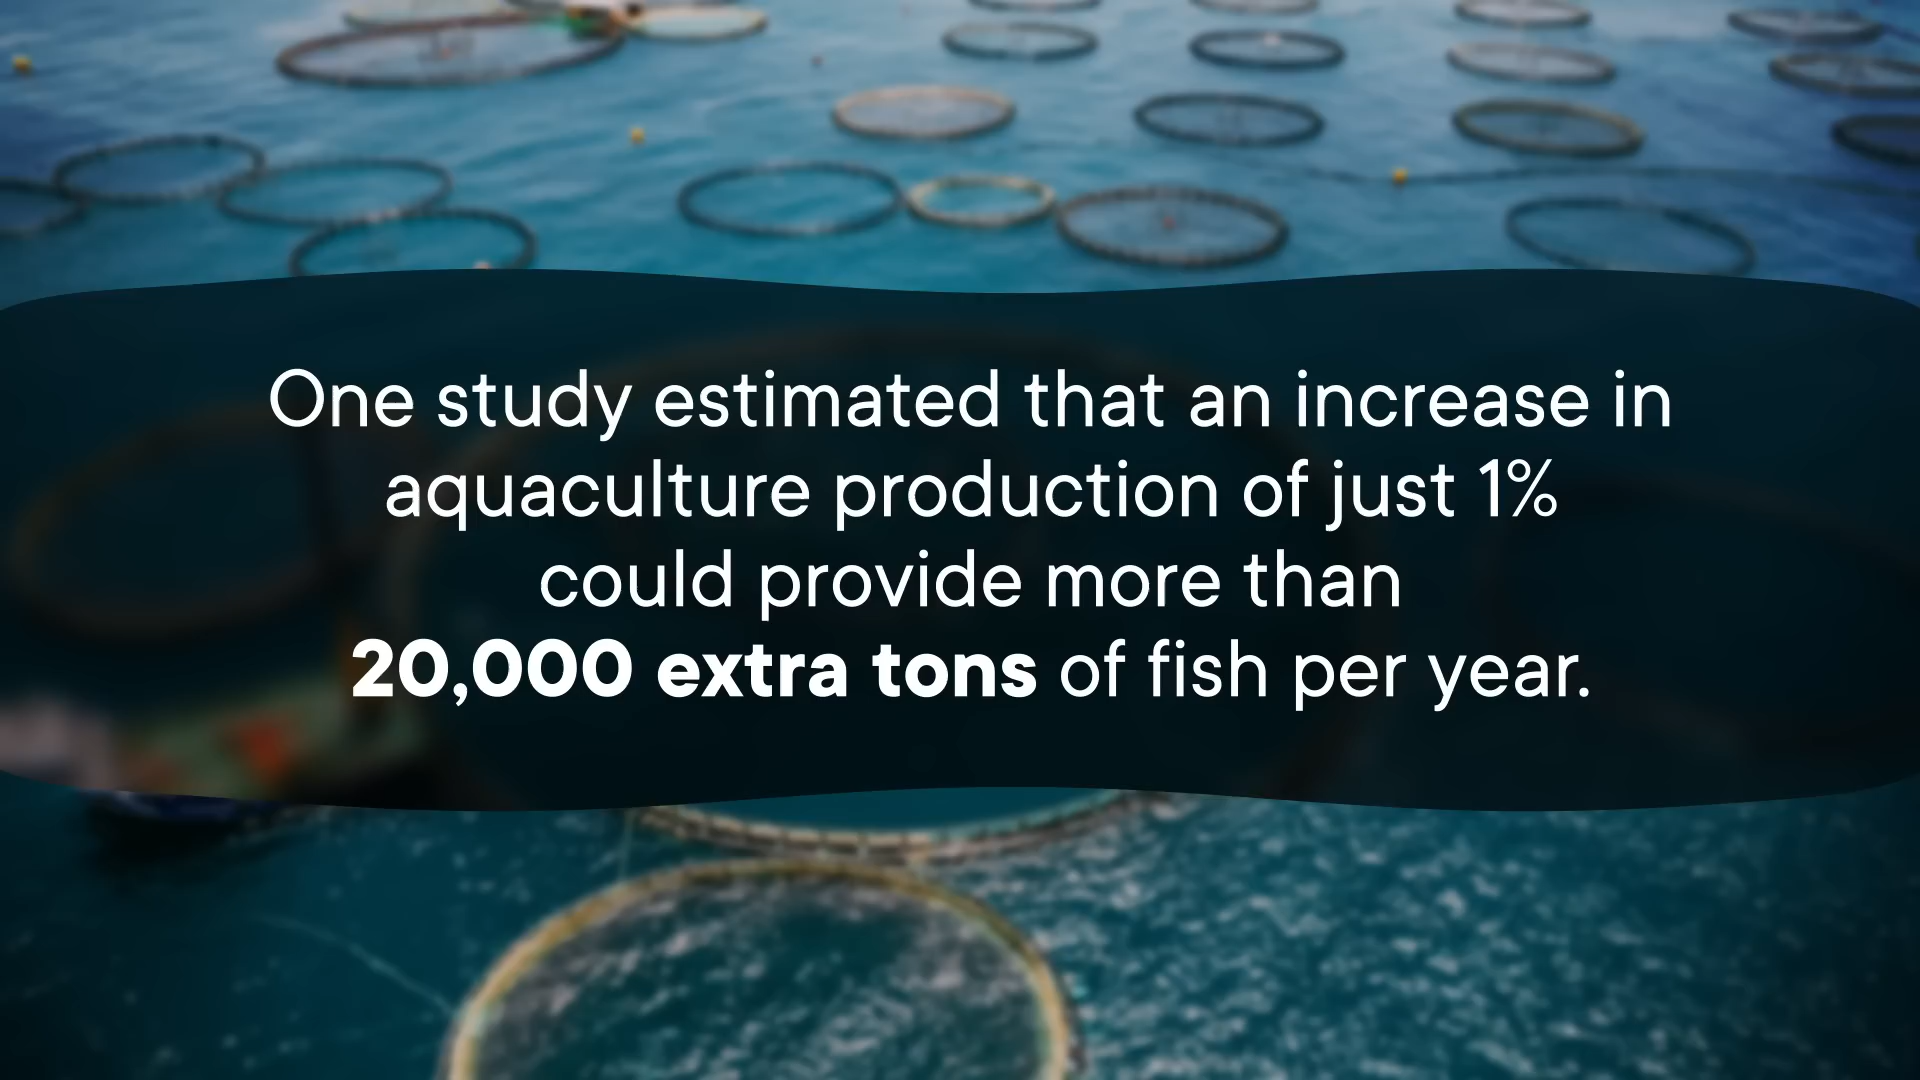 One study estimated that an increase in
aquaculture production of just 1%
could provide more than
20,000 extra tons of fish per year.